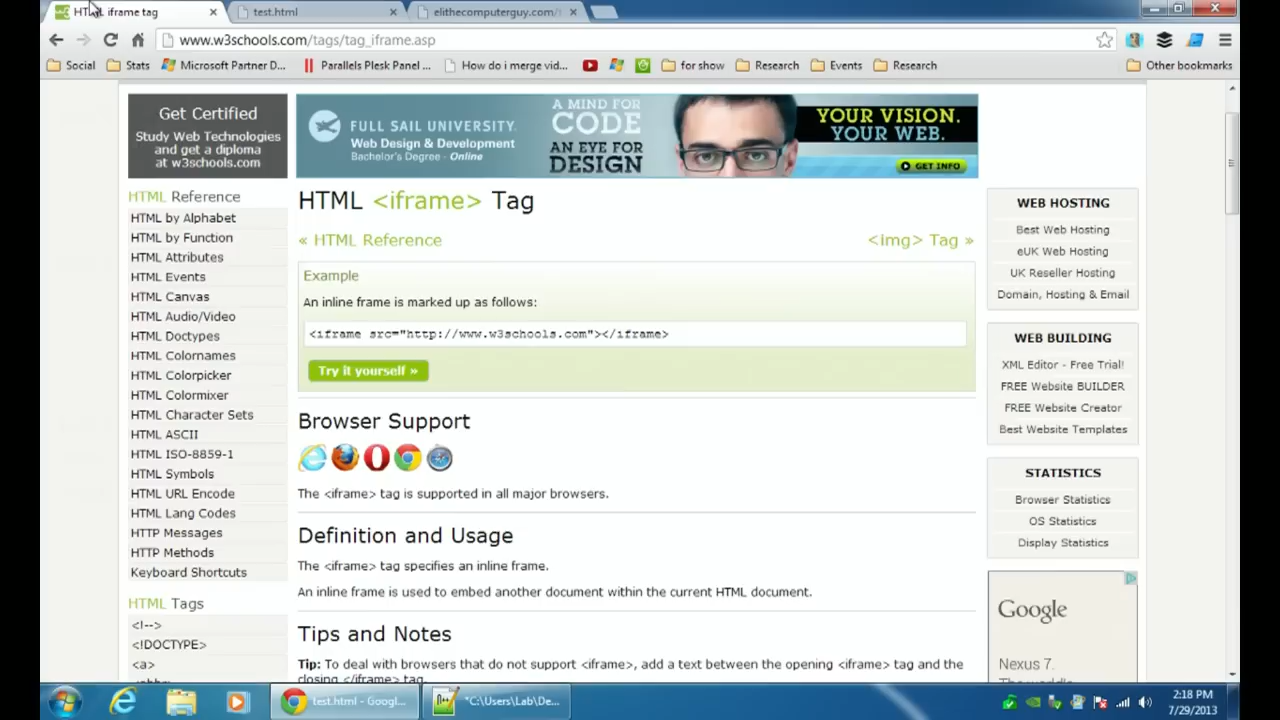 HTML iframe tag
test.html
elithecomputerguy.com/
www.w3schools.com/tags/tag_iframe.asp
Social
Stats
Microsoft Partner D...
Parallels Plesk Panel ...
How do i merge vid...
for show
Research
Events
Research
Other bookmarks
Get Certified
Study Web Technologies
and get a diploma
at w3schools.com
FULL SAIL UNIVERSITY.
Web Design & Development
Bachelor's Degree - Online
A MIND FOR
CODE
AN EYE FOR
DESIGN
YOUR VISION.
YOUR WEB.
GET INFO
HTML Reference
HTML by Alphabet
HTML by Function
HTML Attributes
HTML Events
HTML Canvas
HTML Audio/Video
HTML Doctypes
HTML Colornames
HTML Colorpicker
HTML Colormixer
HTML Character Sets
HTML ASCII
HTML ISO-8859-1
HTML Symbols
HTML URL Encode
HTML Lang Codes
HTTP Messages
HTTP Methods
Keyboard Shortcuts
HTML Tags
<!-->
<!DOCTYPE>
<a>
HTML <iframe> Tag
« HTML Reference
<img> Tag »
Example
An inline frame is marked up as follows:
<iframe src="http://www.w3schools.com"></iframe>
Try it yourself »
Browser Support
The <iframe> tag is supported in all major browsers.
Definition and Usage
The <iframe> tag specifies an inline frame.
An inline frame is used to embed another document within the current HTML document.
Tips and Notes
Tip: To deal with browsers that do not support <iframe>, add a text between the opening <iframe> tag and the
closing </iframe> tag.
WEB HOSTING
Best Web Hosting
eUK Web Hosting
UK Reseller Hosting
Domain, Hosting & Email
WEB BUILDING
XML Editor - Free Trial!
FREE Website BUILDER
FREE Website Creator
Best Website Templates
STATISTICS
Browser Statistics
OS Statistics
Display Statistics
Google
Nexus 7.
test.html - Googl...
*C:\Users\Lab\De...
2:18 PM
7/29/2013